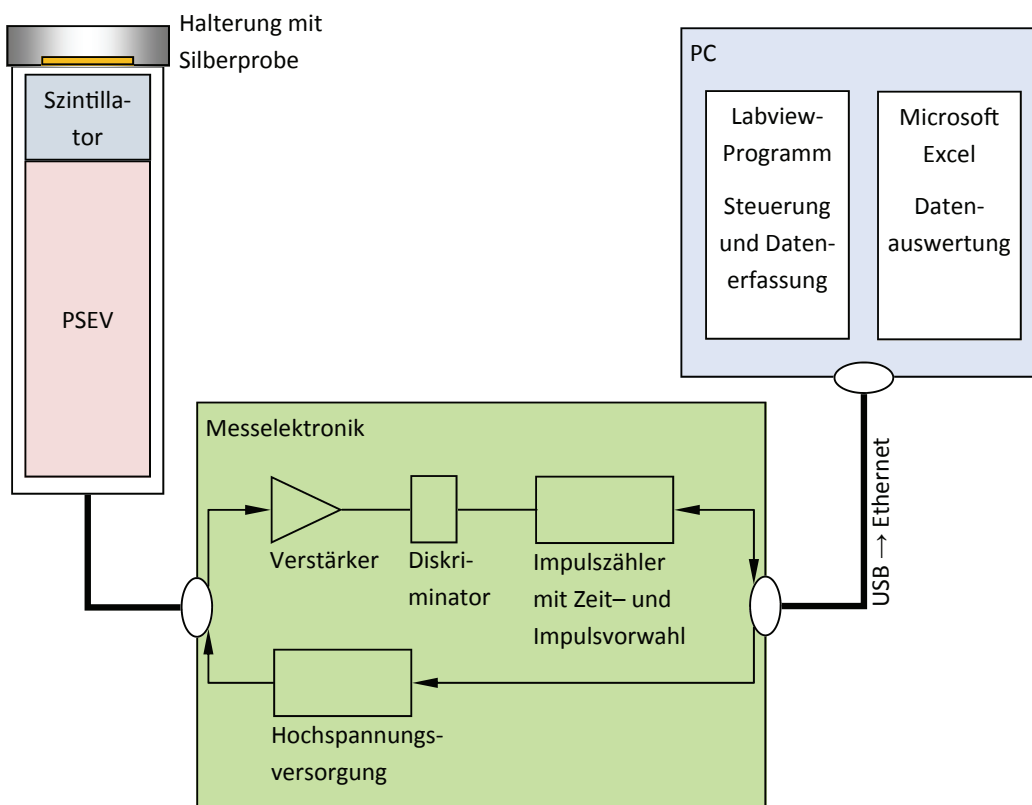 Halterung mit
Silberprobe
Szintilla-
tor
PSEV
PC
Labview-
Programm
Steuerung
und Daten-
erfassung
Microsoft
Excel
Daten-
auswertung
USB → Ethernet
Messelektronik
Verstärker
Diskri-
minator
Impulszähler
mit Zeit– und
Impulsvorwahl
Hochspannungs-
versorgung